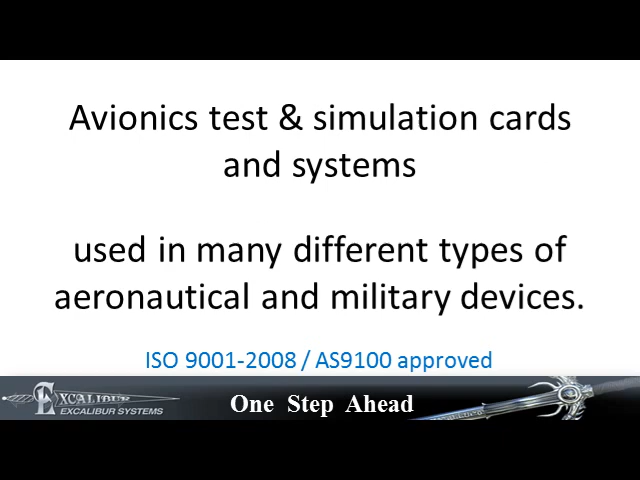 Avionics test & simulation cards
and systems
used in many different types of
aeronautical and military devices.
ISO 9001-2008 / AS9100 approved
EXCALIBUR
EXCALIBUR SYSTEMS
One Step Ahead